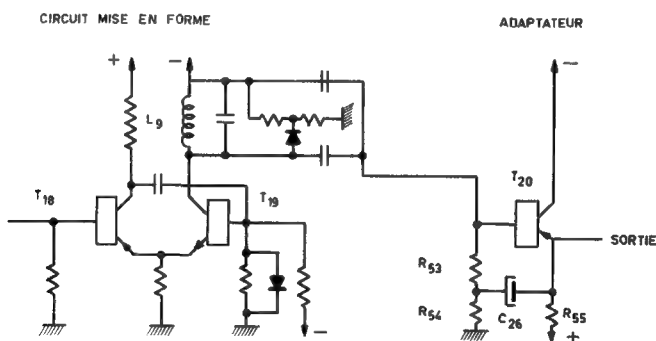 CIRCUIT MISE EN FORME
ADAPTATEUR
+
−
−
L9
T18
T19
T20
SORTIE
R53
R54
C26
R55
−
+